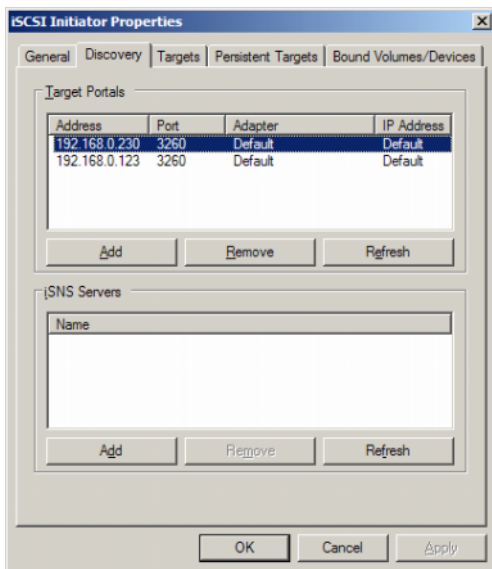 iSCSI Initiator Properties
General Discovery Targets Persistent Targets Bound Volumes/Devices
Target Portals
Address Port Adapter IP Address
192.168.0.230 3260 Default Default
192.168.0.123 3260 Default Default
Add Remove Refresh
iSNS Servers
Name
Add Remove Refresh
OK Cancel Apply